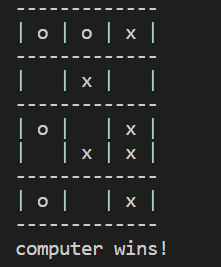 -------------
| o | o | x |
-------------
|   | x |   |
-------------
| o |   | x |
|   | x | x |
-------------
| o |   | x |
-------------
computer wins!